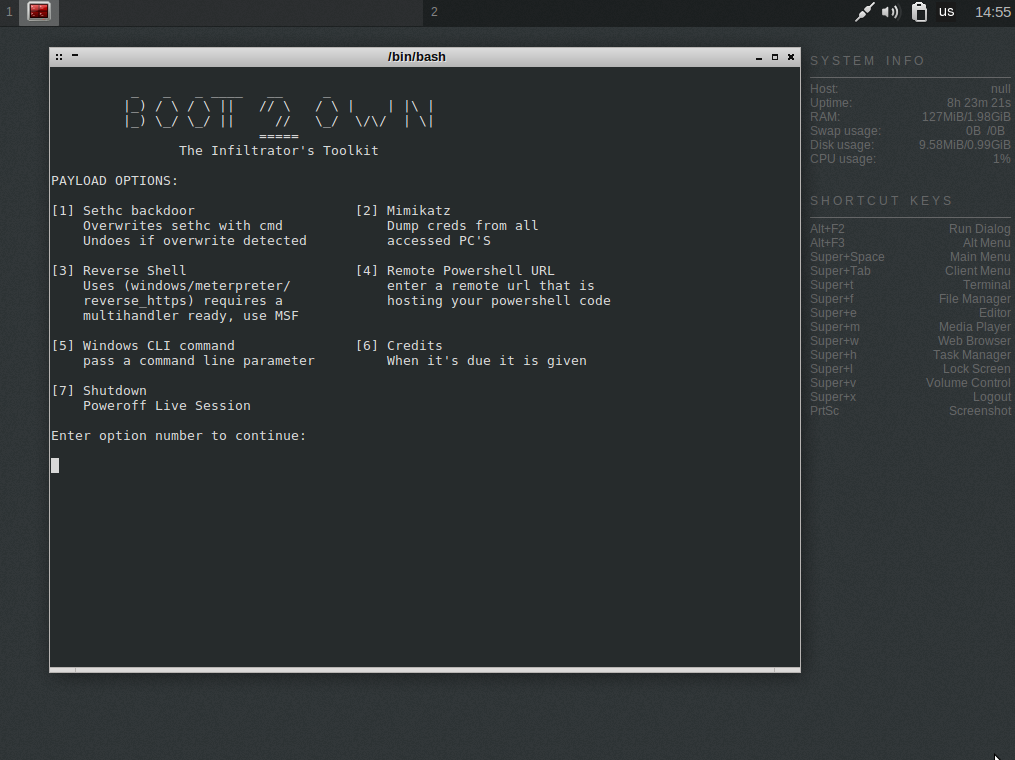 1 2 us 14:55
/bin/bash
_ _ _ ____ __ _
|_) / \ / \ || // \ / \ | | |\ |
|_) \_/ \_/ || // \_/ \/\/ | \|
=====
The Infiltrator's Toolkit
PAYLOAD OPTIONS:
[1] Sethc backdoor
Overwrites sethc with cmd
Undoes if overwrite detected
[2] Mimikatz
Dump creds from all
accessed PC'S
[3] Reverse Shell
Uses (windows/meterpreter/
reverse_https) requires a
multihandler ready, use MSF
[4] Remote Powershell URL
enter a remote url that is
hosting your powershell code
[5] Windows CLI command
pass a command line parameter
[6] Credits
When it's due it is given
[7] Shutdown
Poweroff Live Session
Enter option number to continue:
SYSTEM INFO
Host: null
Uptime: 8h 23m 21s
RAM: 127MiB/1.98GiB
Swap usage: 0B /0B
Disk usage: 9.58MiB/0.99GiB
CPU usage: 1%
SHORTCUT KEYS
Alt+F2 Run Dialog
Alt+F3 Alt Menu
Super+Space Main Menu
Super+Tab Client Menu
Super+t Terminal
Super+f File Manager
Super+e Editor
Super+m Media Player
Super+w Web Browser
Super+h Task Manager
Super+l Lock Screen
Super+v Volume Control
Super+x Logout
PrtSc Screenshot